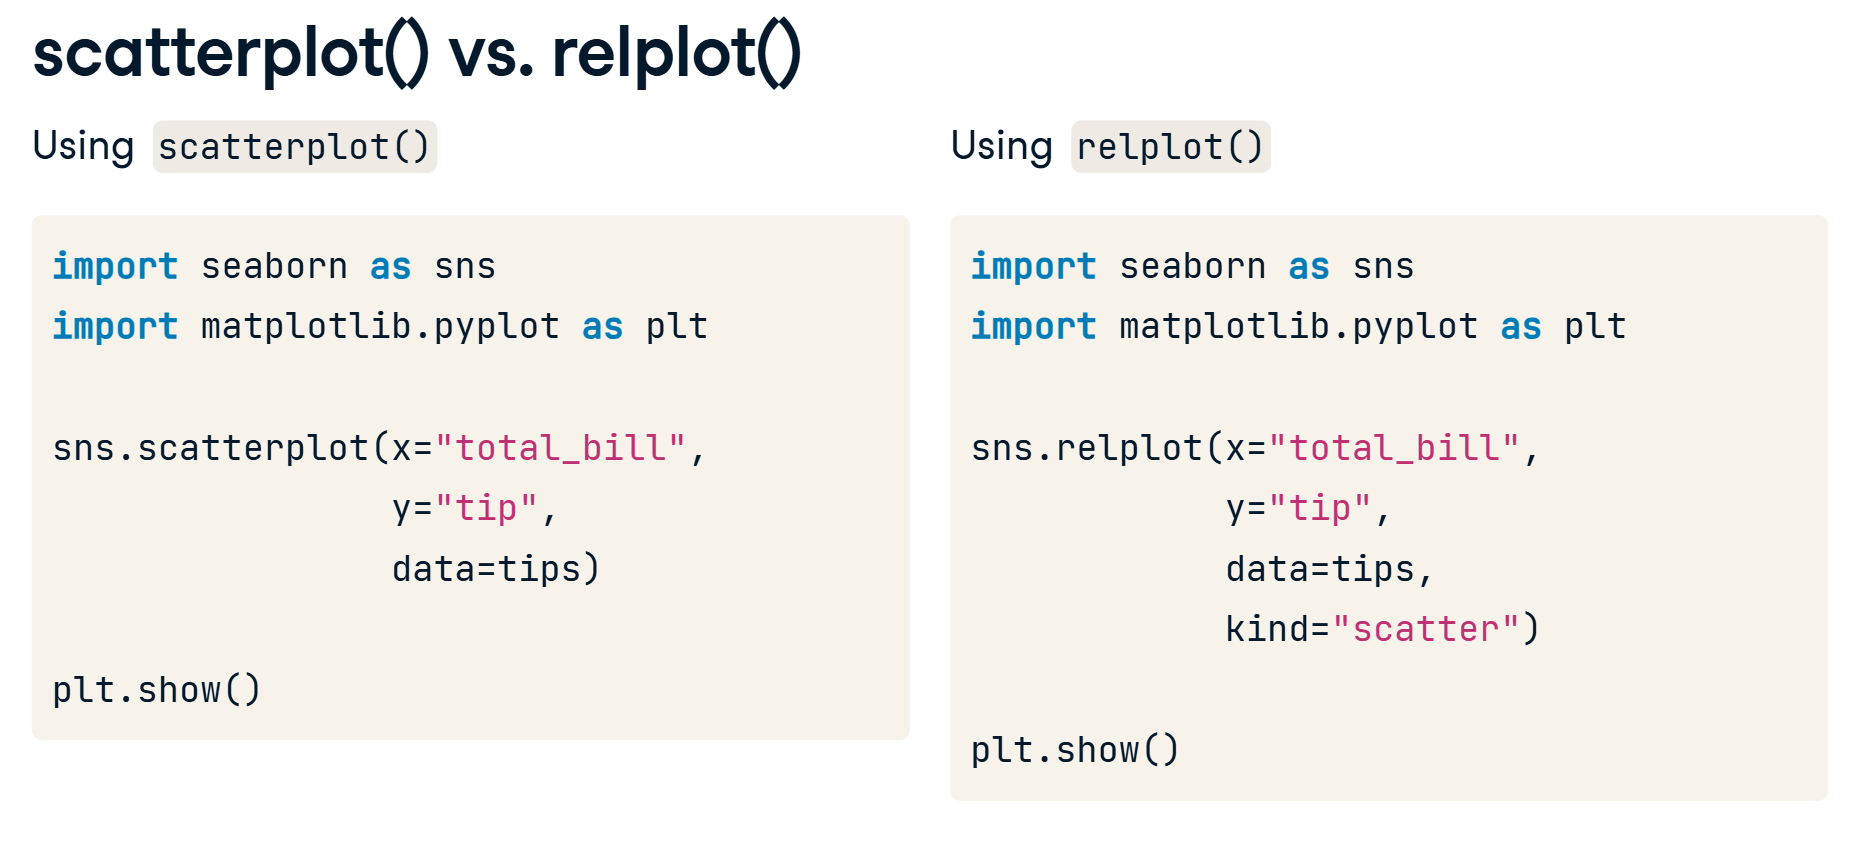 scatterplot() vs. relplot()
Using scatterplot()
import seaborn as sns
import matplotlib.pyplot as plt

sns.scatterplot(x="total_bill",
                y="tip",
                data=tips)

plt.show()
Using relplot()
import seaborn as sns
import matplotlib.pyplot as plt

sns.relplot(x="total_bill",
            y="tip",
            data=tips,
            kind="scatter")

plt.show()